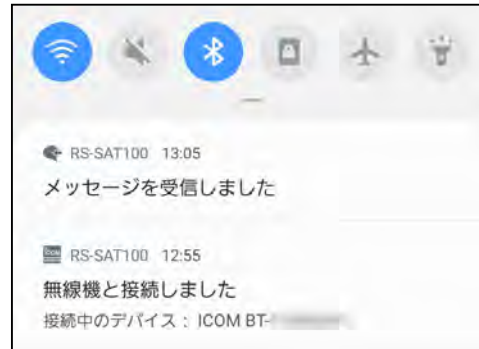 RS-SAT100 13:05
メッセージを受信しました
RS-SAT100 12:55
無線機と接続しました
接続中のデバイス : ICOM BT-